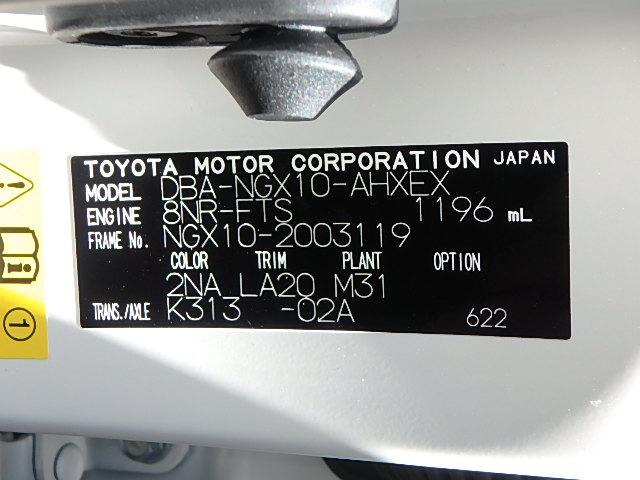 TOYOTA MOTOR CORPORATION JAPAN
MODEL DBA-NGX10-AHXEX
ENGINE 8NR-FTS 1196 mL
FRAME No. NGX10-2003119
COLOR TRIM PLANT OPTION
2NA LA20 M31
TRANS./AXLE K313 -02A 622
1